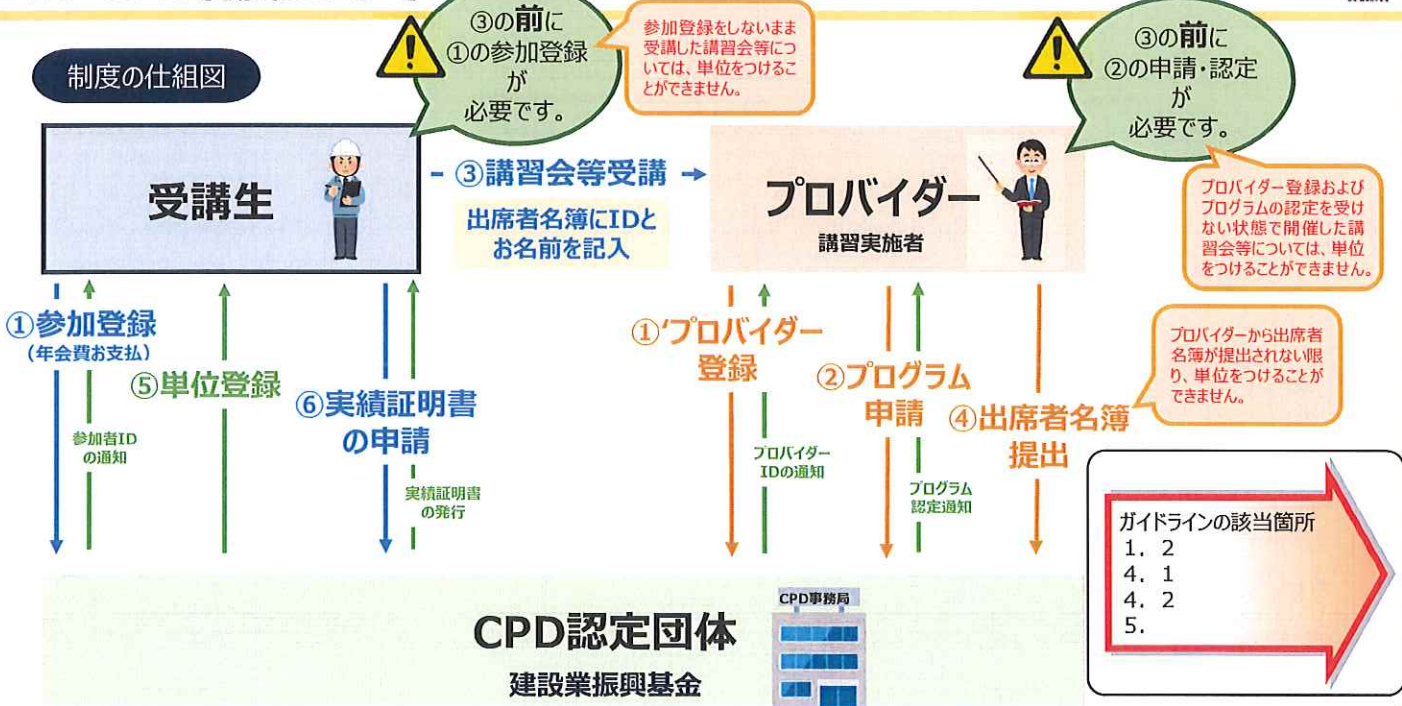 制度の仕組図
③の前に
①の参加登録
が
必要です。
参加登録をしないまま
受講した講習会等につ
いては、単位をつけるこ
とができません。
③の前に
②の申請・認定
が
必要です。
受講生
③講習会等受講
出席者名簿にIDと
お名前を記入
プロバイダー
講習実施者
プロバイダー登録および
プログラムの認定を受け
ない状態で開催した講
習会等については、単位
をつけることができません。
①参加登録
(年会費お支払)
参加者ID
の通知
⑤単位登録
⑥実績証明書
の申請
実績証明書
の発行
①'プロバイダー
登録
プロバイダー
IDの通知
②プログラム
申請
プログラム
認定通知
④出席者名簿
提出
プロバイダーから出席者
名簿が提出されない限
り、単位をつけることが
できません。
ガイドラインの該当箇所
1. 2
4. 1
4. 2
5.
CPD事務局
CPD認定団体
建設業振興基金